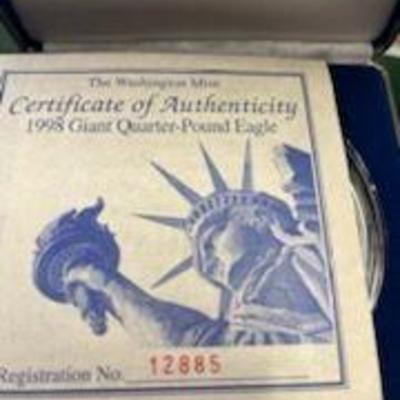 The Washington Mint
Certificate of Authenticity
1998 Giant Quarter-Pound Eagle
Registration No. 12885